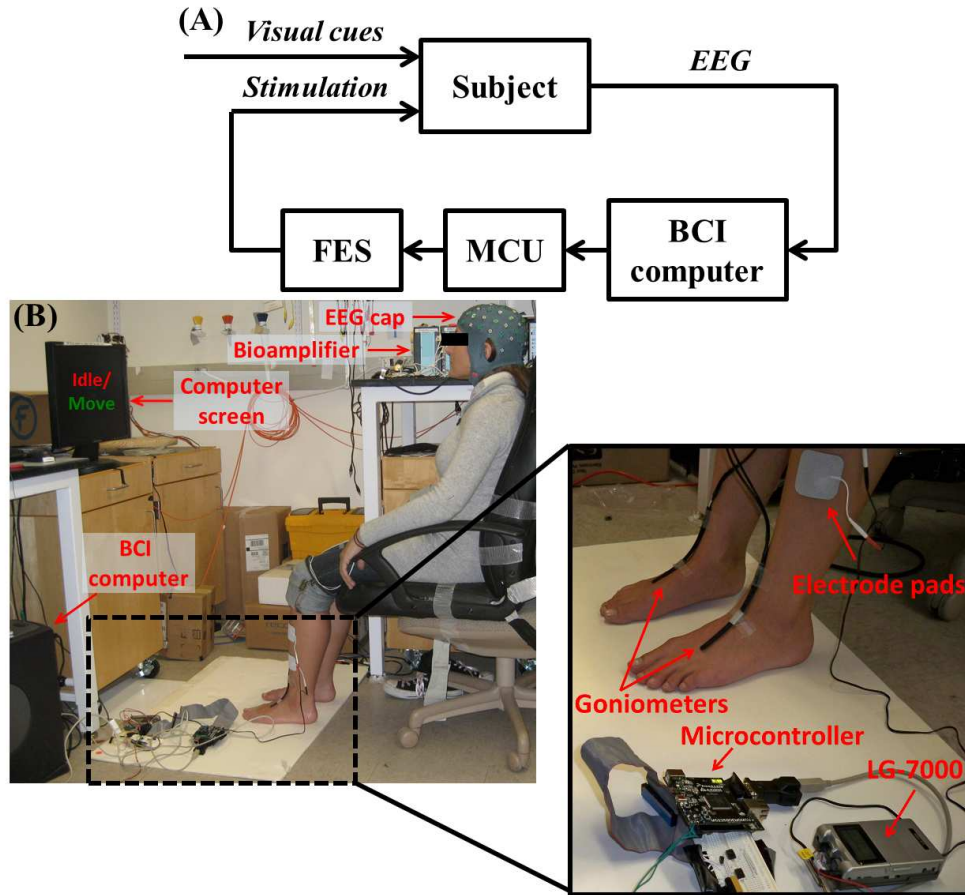 (A)
Visual cues
Stimulation
Subject
EEG
FES
MCU
BCI
computer
(B)
EEG cap
Bioamplifier
Idle/
Move
Computer
screen
BCI
computer
Electrode pads
Goniometers
Microcontroller
LG-7000